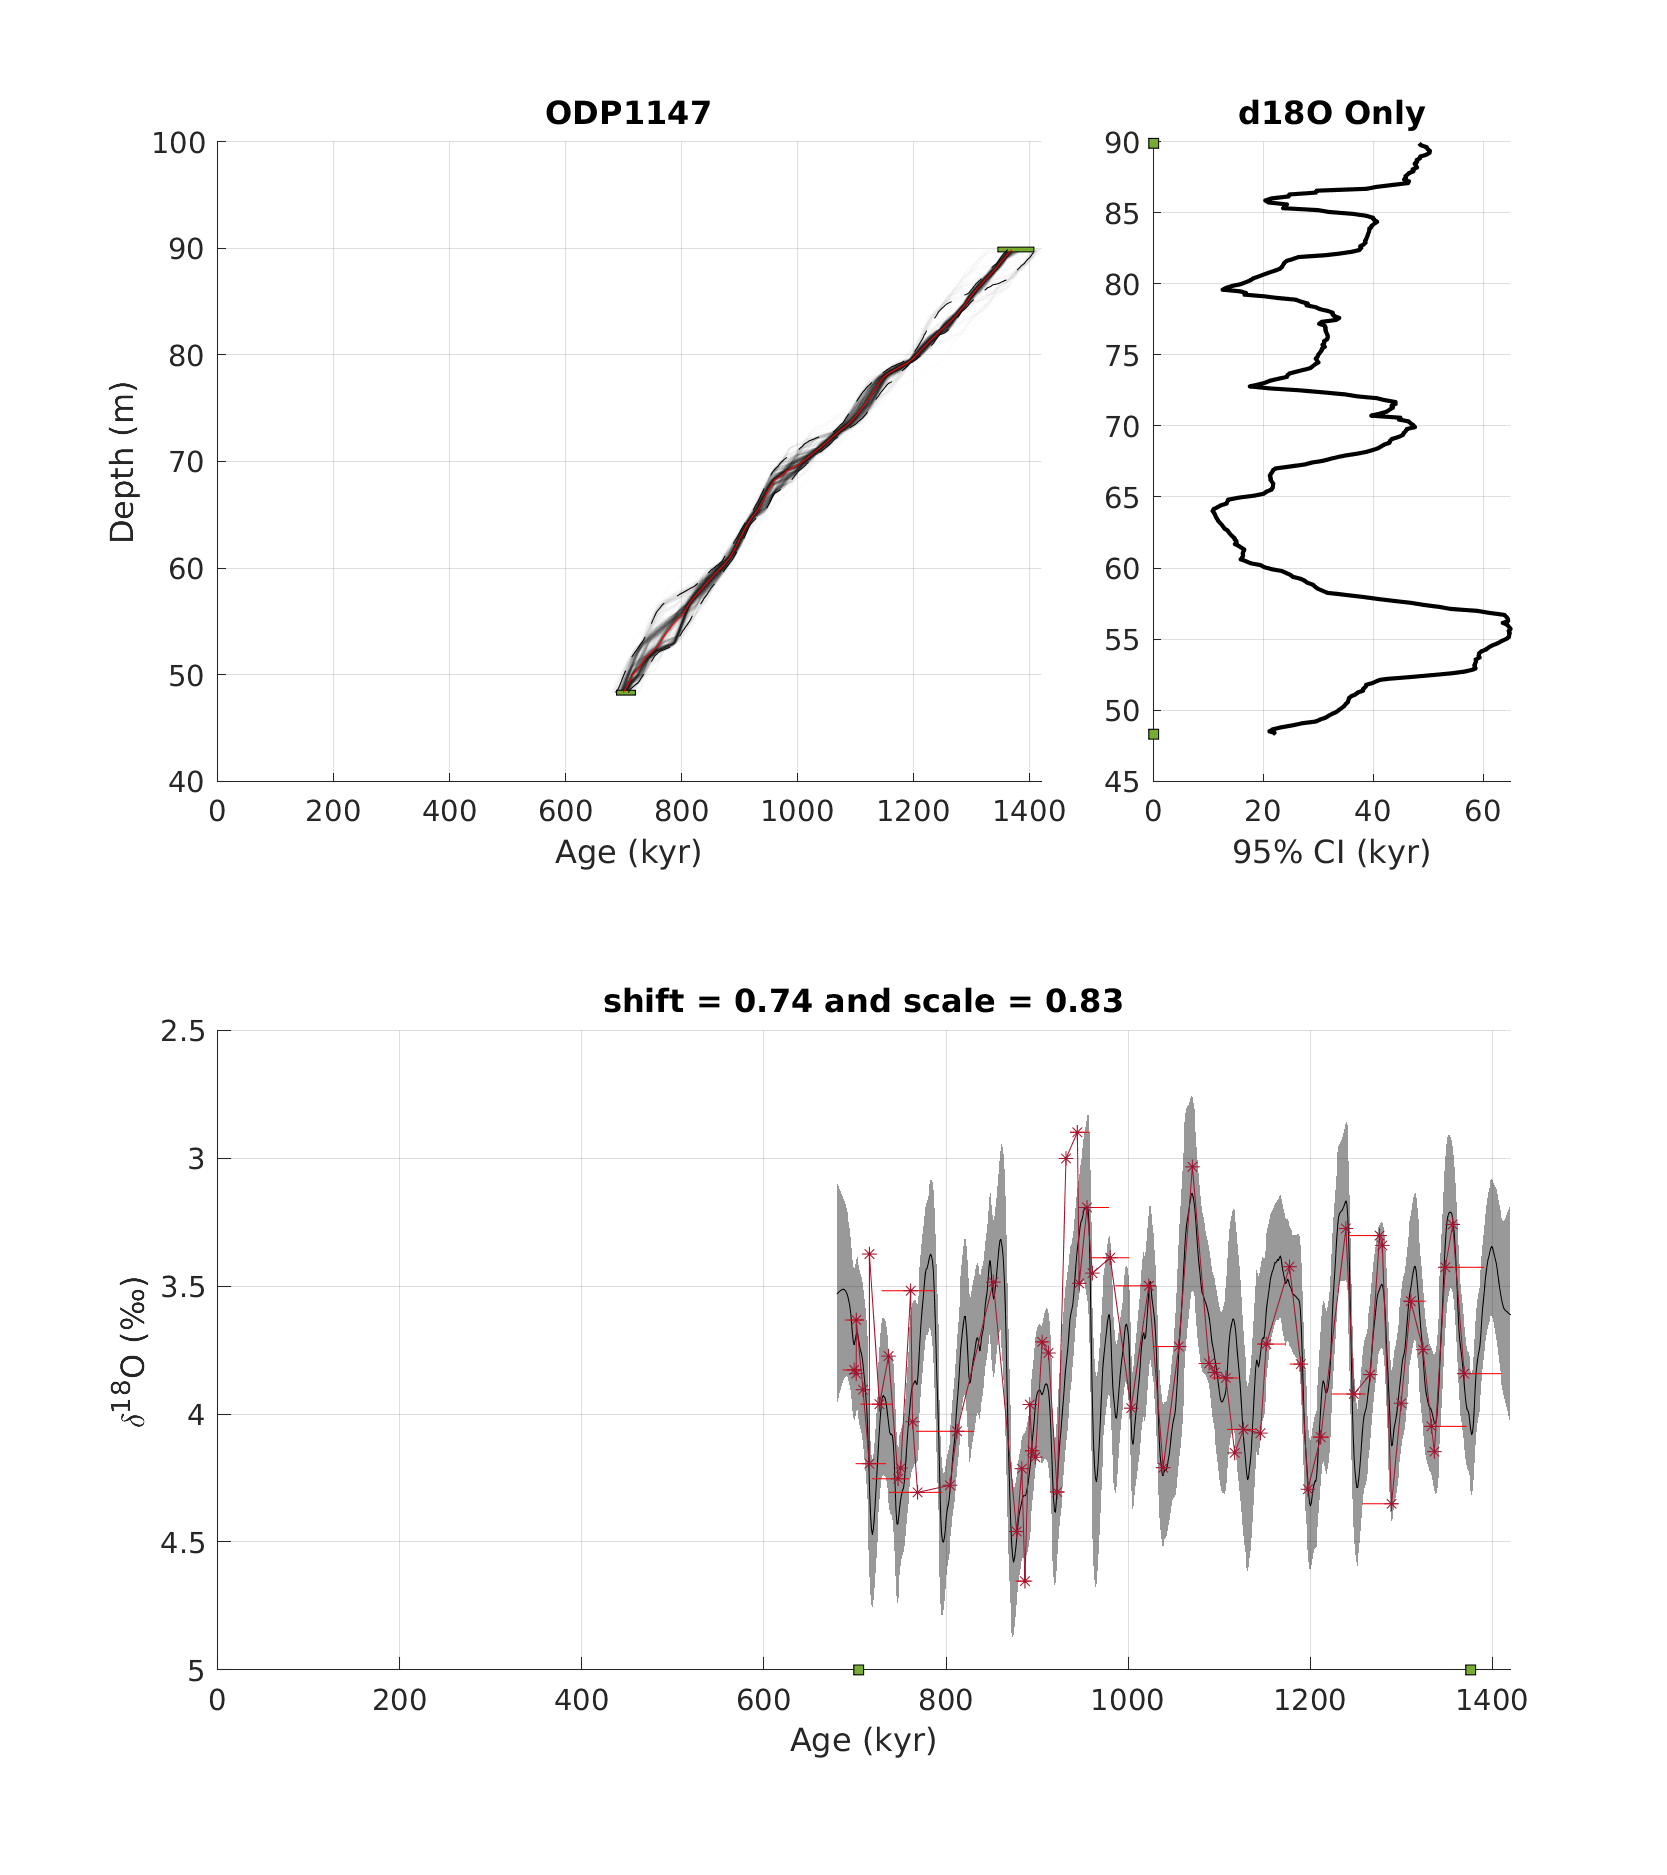 ODP1147
100
90
80
70
60
50
40
Depth (m)
0 200 400 600 800 1000 1200 1400
Age (kyr)
d18O Only
90
85
80
75
70
65
60
55
50
45
0 20 40 60
95% CI (kyr)
shift = 0.74 and scale = 0.83
2.5
3
3.5
4
4.5
5
δ18O (‰)
0 200 400 600 800 1000 1200 1400
Age (kyr)